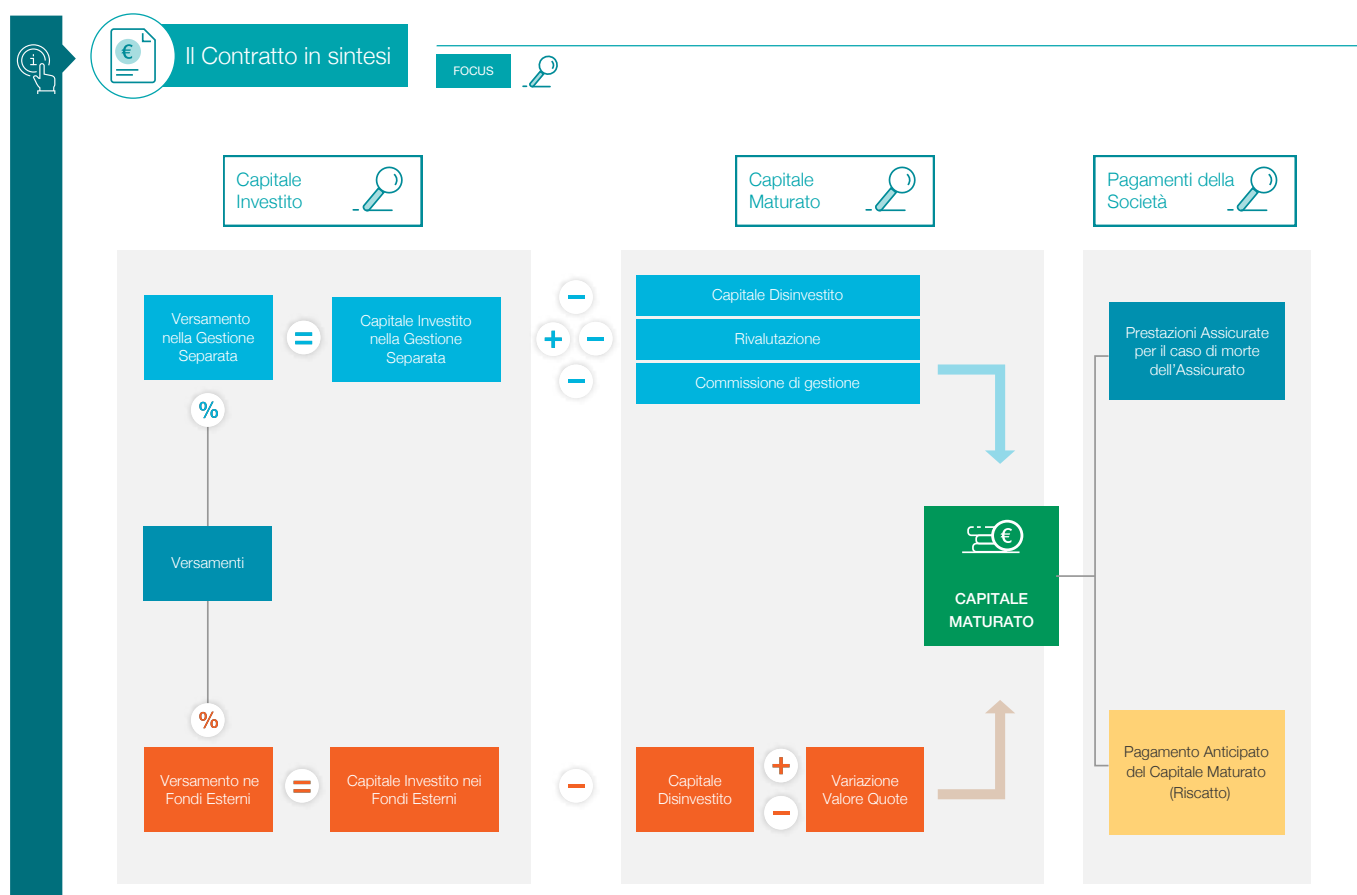 Il Contratto in sintesi
FOCUS
Capitale
Investito
Capitale
Maturato
Pagamenti della
Società
Versamento
nella Gestione
Separata
=
Capitale Investito
nella Gestione
Separata
−
+ −
−
Capitale Disinvestito
Rivalutazione
Commissione di gestione
Prestazioni Assicurate
per il caso di morte
dell'Assicurato
%
Versamenti
€
CAPITALE
MATURATO
%
Versamento ne
Fondi Esterni
=
Capitale Investito nei
Fondi Esterni
−
Capitale
Disinvestito
+
−
Variazione
Valore Quote
Pagamento Anticipato
del Capitale Maturato
(Riscatto)